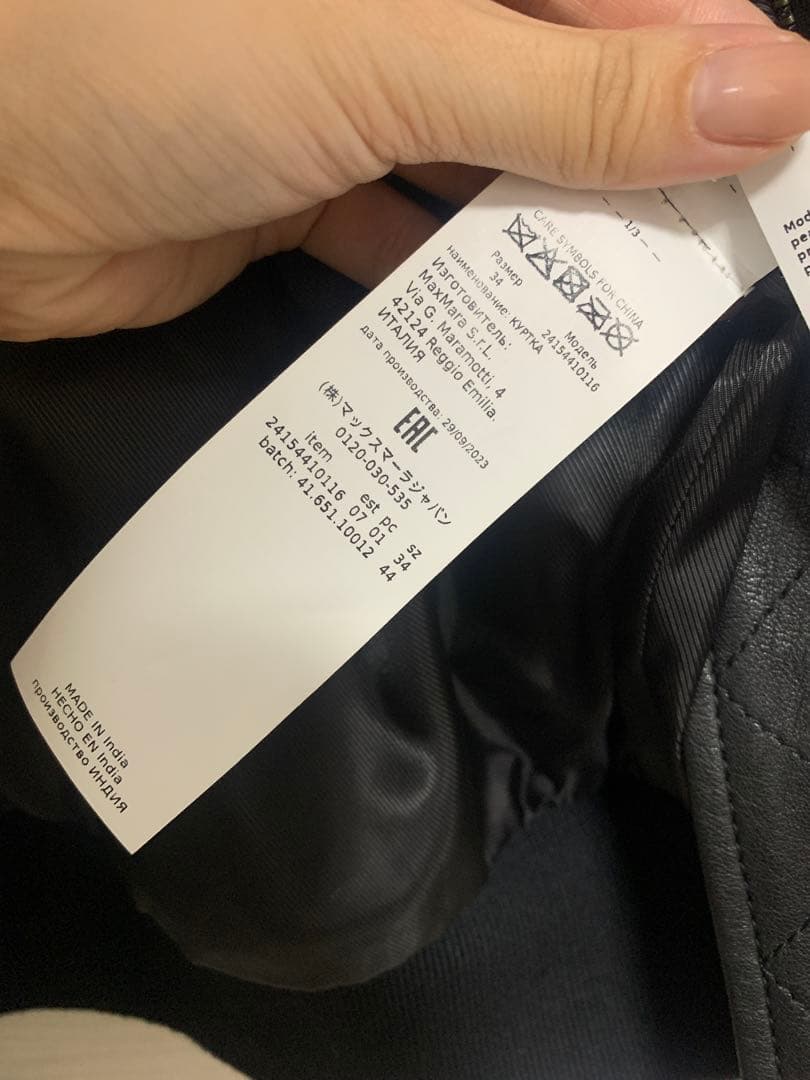 1/3
CARE SYMBOLS FOR CHINA
Размер
34
Модель
24154410116
наименование: КУРТКА
Изготовитель:
MaxMara S.r.L.
Via G. Maramotti, 4
42124 Reggio Emilia.
ИТАЛИЯ
дата производства: 29/09/2023
EAC
(株)マックスマーラジャパン
0120-030-535
item est pc sz
24154410116 07 01 34
batch: 41.651.10012 44
MADE IN India
HECHO EN India
производство ИНДИЯ
Mod